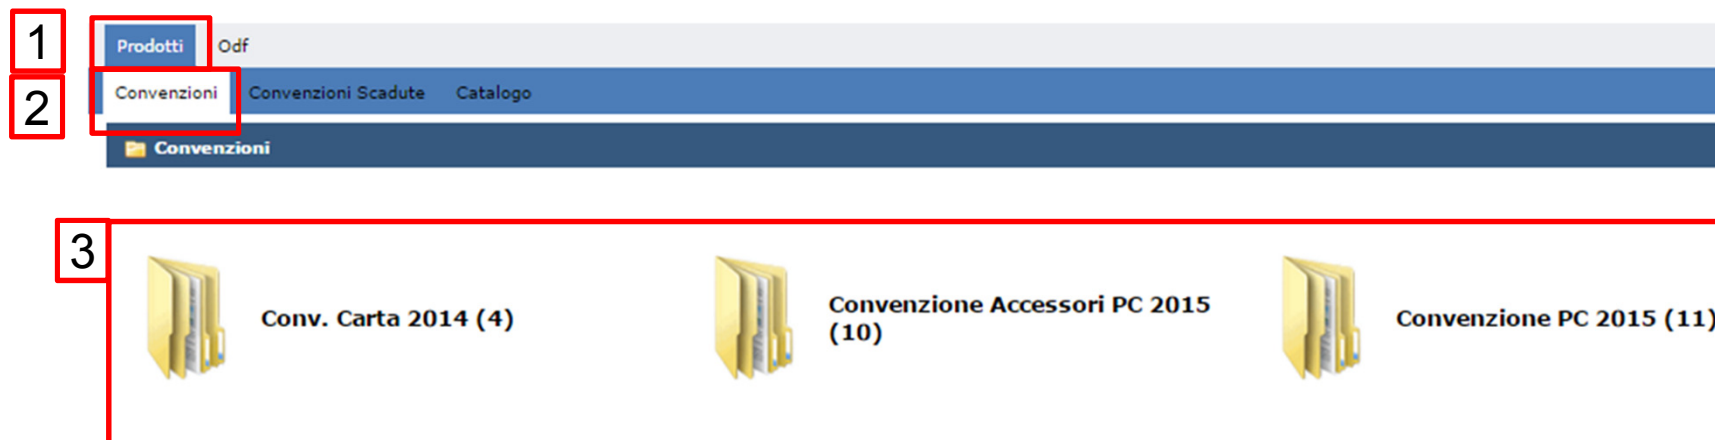 1
Prodotti Odf
2
Convenzioni Convenzioni Scadute Catalogo
Convenzioni
3
Conv. Carta 2014 (4)
Convenzione Accessori PC 2015
(10)
Convenzione PC 2015 (11)